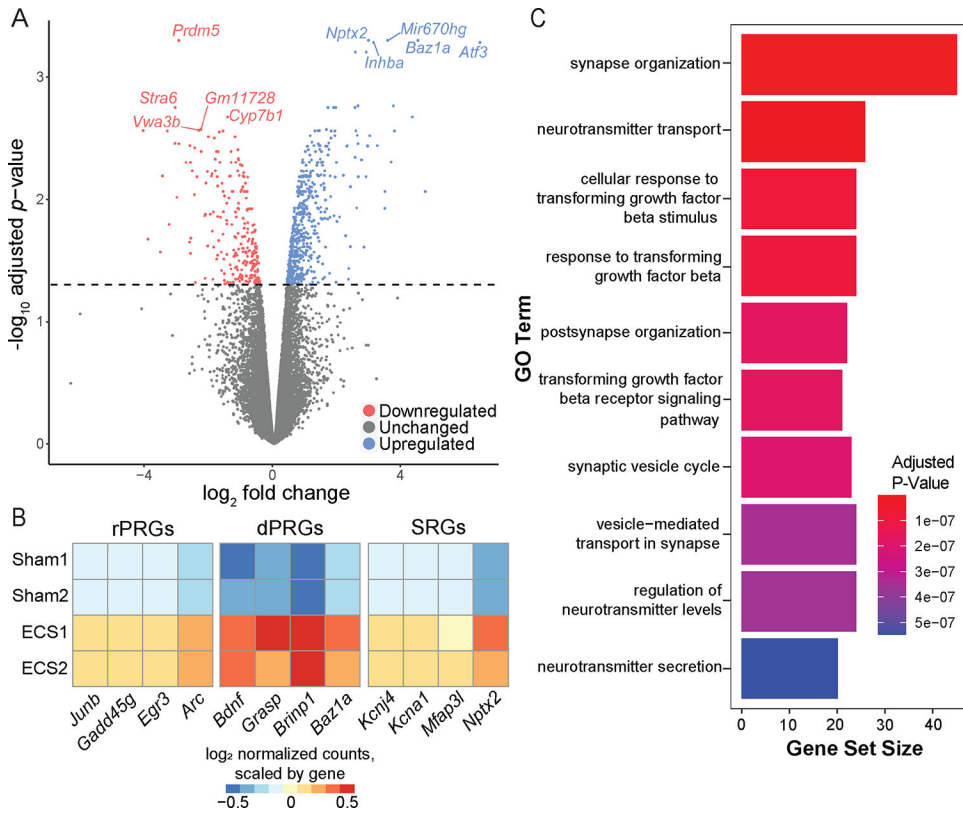 A
Prdm5
Nptx2
Mir670hg
Baz1a
Atf3
Inhba
Stra6
Gm11728
Vwa3b
Cyp7b1
-log10 adjusted p-value
3
2
1
0
Downregulated
Unchanged
Upregulated
−4
0
4
log2 fold change
B
rPRGs
dPRGs
SRGs
Sham1
Sham2
ECS1
ECS2
Junb
Gadd45g
Egr3
Arc
Bdnf
Grasp
Brinp1
Baz1a
Kcnj4
Kcna1
Mfap3l
Nptx2
log₂ normalized counts,
scaled by gene
−0.5
0
0.5
C
GO Term
synapse organization
neurotransmitter transport
cellular response to
transforming growth factor
beta stimulus
response to transforming
growth factor beta
postsynapse organization
transforming growth factor
beta receptor signaling
pathway
synaptic vesicle cycle
vesicle−mediated
transport in synapse
regulation of
neurotransmitter levels
neurotransmitter secretion
Adjusted
P-Value
1e−07
2e−07
3e−07
4e−07
5e−07
0
10
20
30
40
Gene Set Size